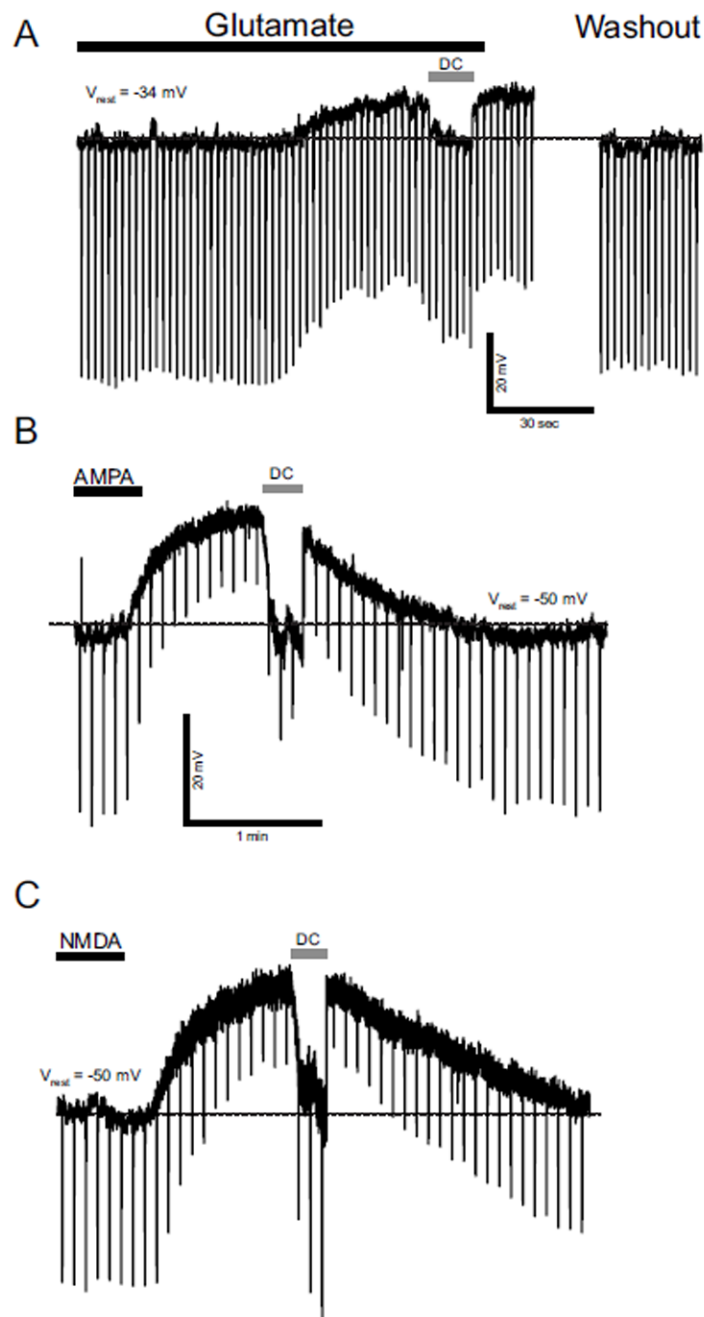 A
Glutamate
Washout
DC
Vrest = -34 mV
20 mV
30 sec
B
AMPA
DC
Vrest = -50 mV
20 mV
1 min
C
NMDA
DC
Vrest = -50 mV